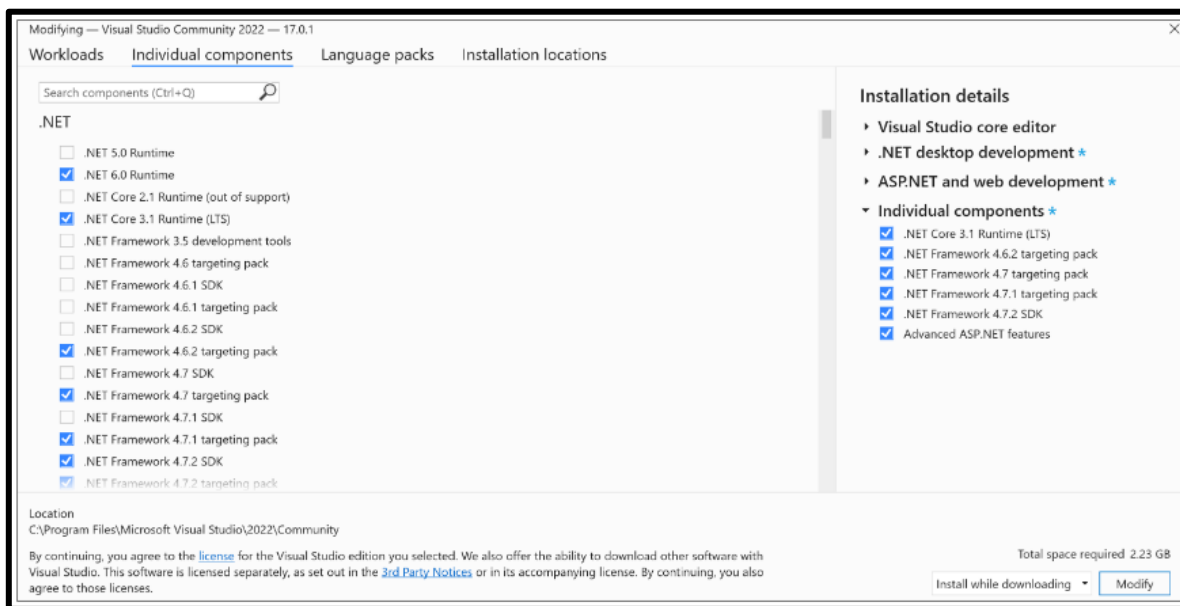 Modifying — Visual Studio Community 2022 — 17.0.1
Workloads Individual components Language packs Installation locations
Search components (Ctrl+Q)
.NET
.NET 5.0 Runtime
.NET 6.0 Runtime
.NET Core 2.1 Runtime (out of support)
.NET Core 3.1 Runtime (LTS)
.NET Framework 3.5 development tools
.NET Framework 4.6 targeting pack
.NET Framework 4.6.1 SDK
.NET Framework 4.6.1 targeting pack
.NET Framework 4.6.2 SDK
.NET Framework 4.6.2 targeting pack
.NET Framework 4.7 SDK
.NET Framework 4.7 targeting pack
.NET Framework 4.7.1 SDK
.NET Framework 4.7.1 targeting pack
.NET Framework 4.7.2 SDK
.NET Framework 4.7.2 targeting pack
Installation details
Visual Studio core editor
.NET desktop development *
ASP.NET and web development *
Individual components *
.NET Core 3.1 Runtime (LTS)
.NET Framework 4.6.2 targeting pack
.NET Framework 4.7 targeting pack
.NET Framework 4.7.1 targeting pack
.NET Framework 4.7.2 SDK
Advanced ASP.NET features
Location
C:\Program Files\Microsoft Visual Studio\2022\Community
By continuing, you agree to the license for the Visual Studio edition you selected. We also offer the ability to download other software with
Visual Studio. This software is licensed separately, as set out in the 3rd Party Notices or in its accompanying license. By continuing, you also
agree to those licenses.
Total space required 2.23 GB
Install while downloading Modify